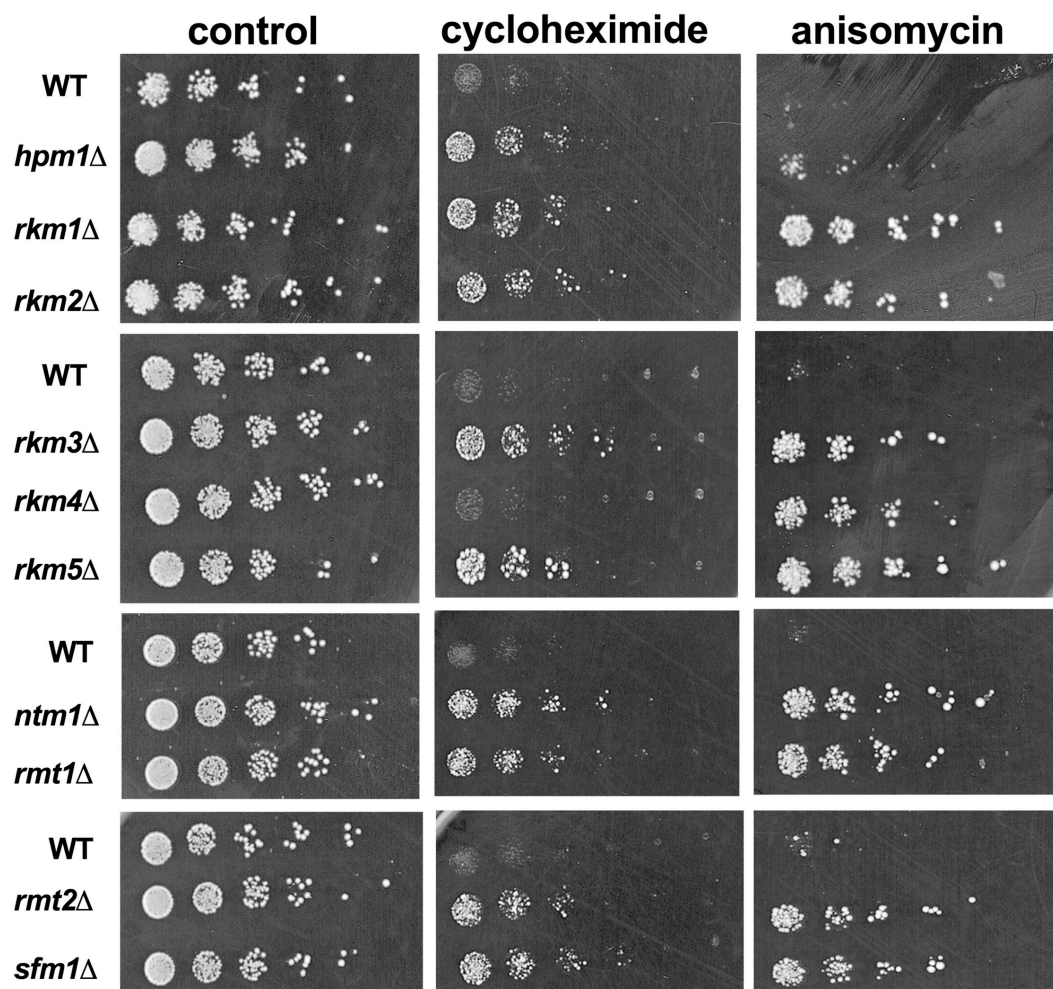 control cycloheximide anisomycin
WT
hpm1Δ
rkm1Δ
rkm2Δ
WT
rkm3Δ
rkm4Δ
rkm5Δ
WT
ntm1Δ
rmt1Δ
WT
rmt2Δ
sfm1Δ